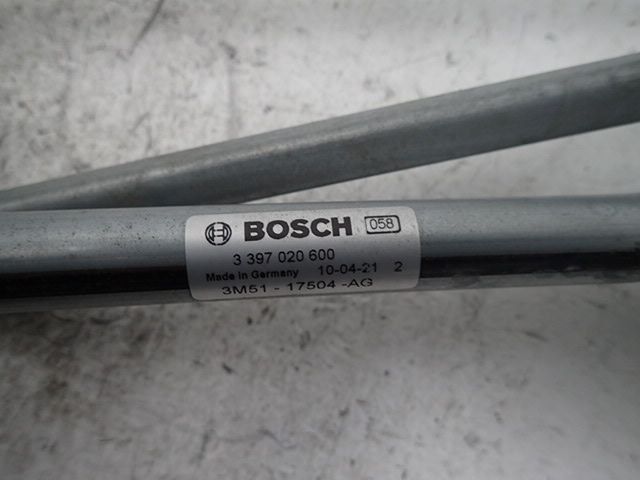 BOSCH 058
3 397 020 600
Made in Germany 10-04-21 2
3M51 - 17504 -AG